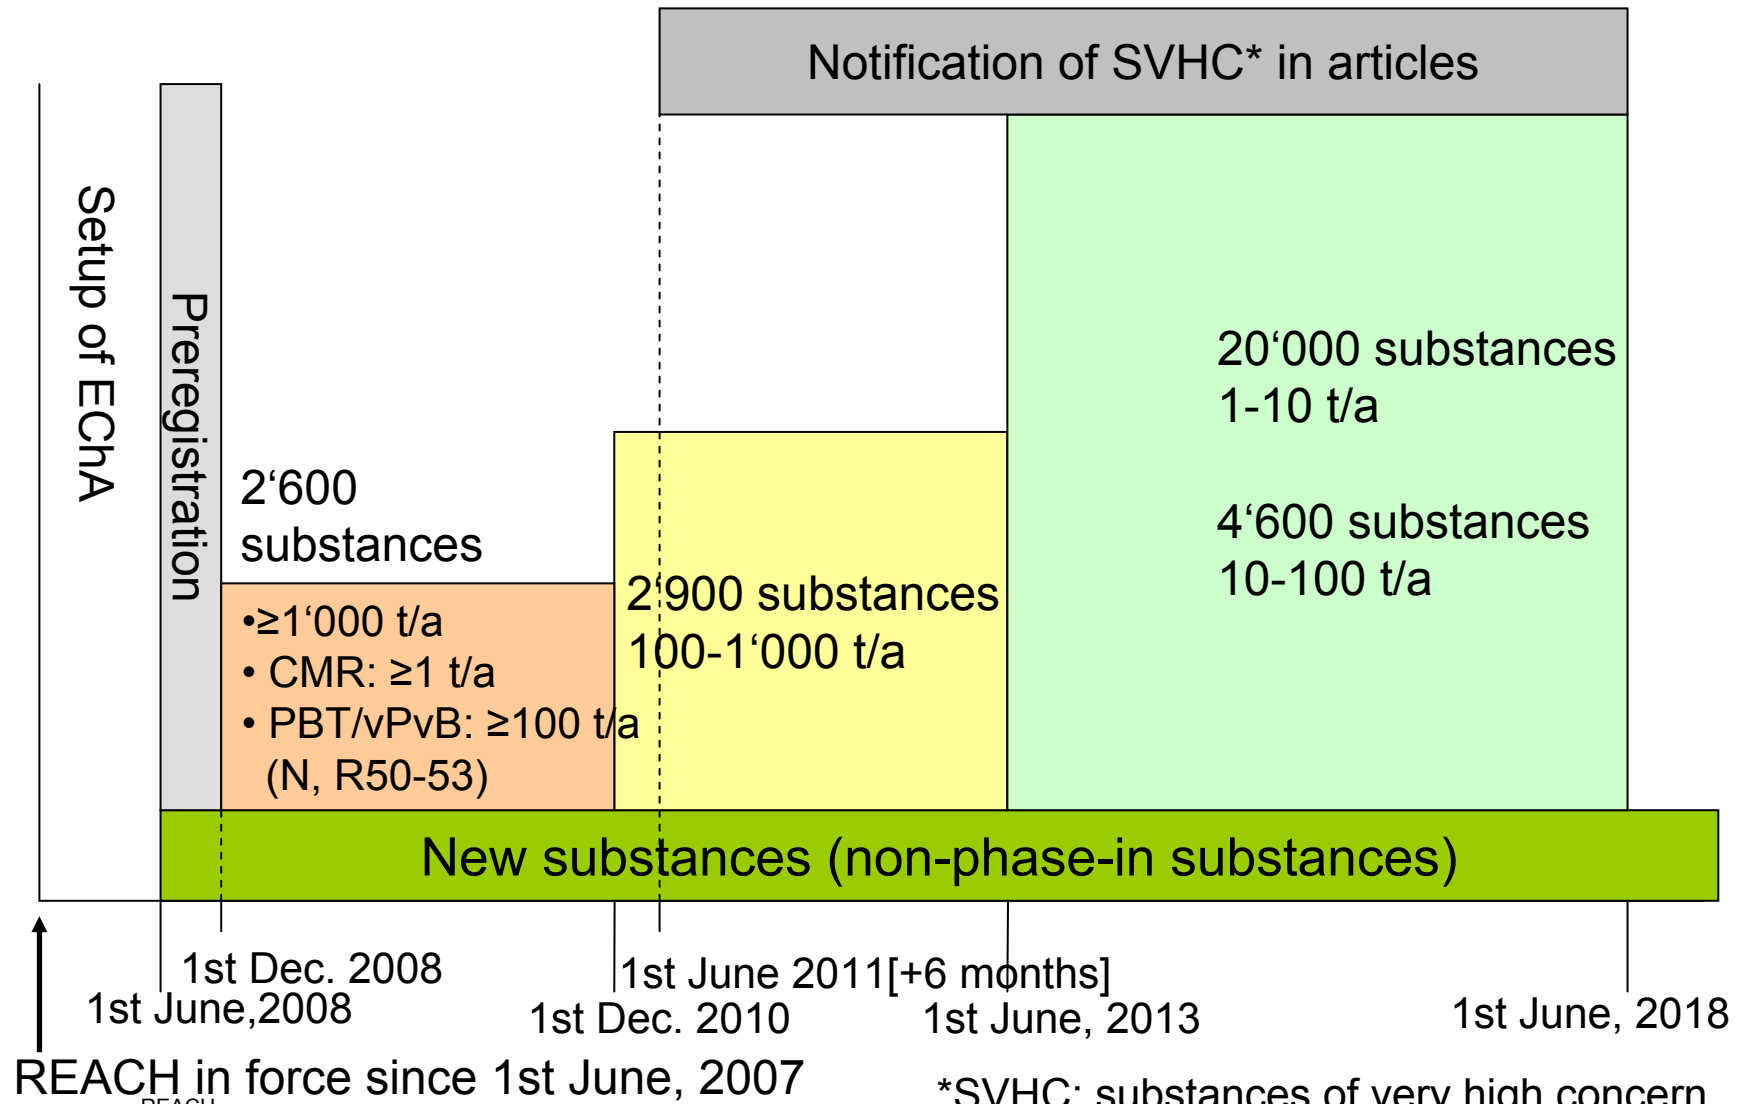 Notification of SVHC* in articles
Setup of EChA
Preregistration
2‘600
substances
•≥1‘000 t/a
• CMR: ≥1 t/a
• PBT/vPvB: ≥100 t/a
(N, R50-53)
2‘900 substances
100-1‘000 t/a
20‘000 substances
1-10 t/a
4‘600 substances
10-100 t/a
New substances (non-phase-in substances)
1st Dec. 2008
1st June,2008
1st June 2011[+6 months]
1st Dec. 2010
1st June, 2013
1st June, 2018
REACH in force since 1st June, 2007
REACH
*SVHC: substances of very high concern